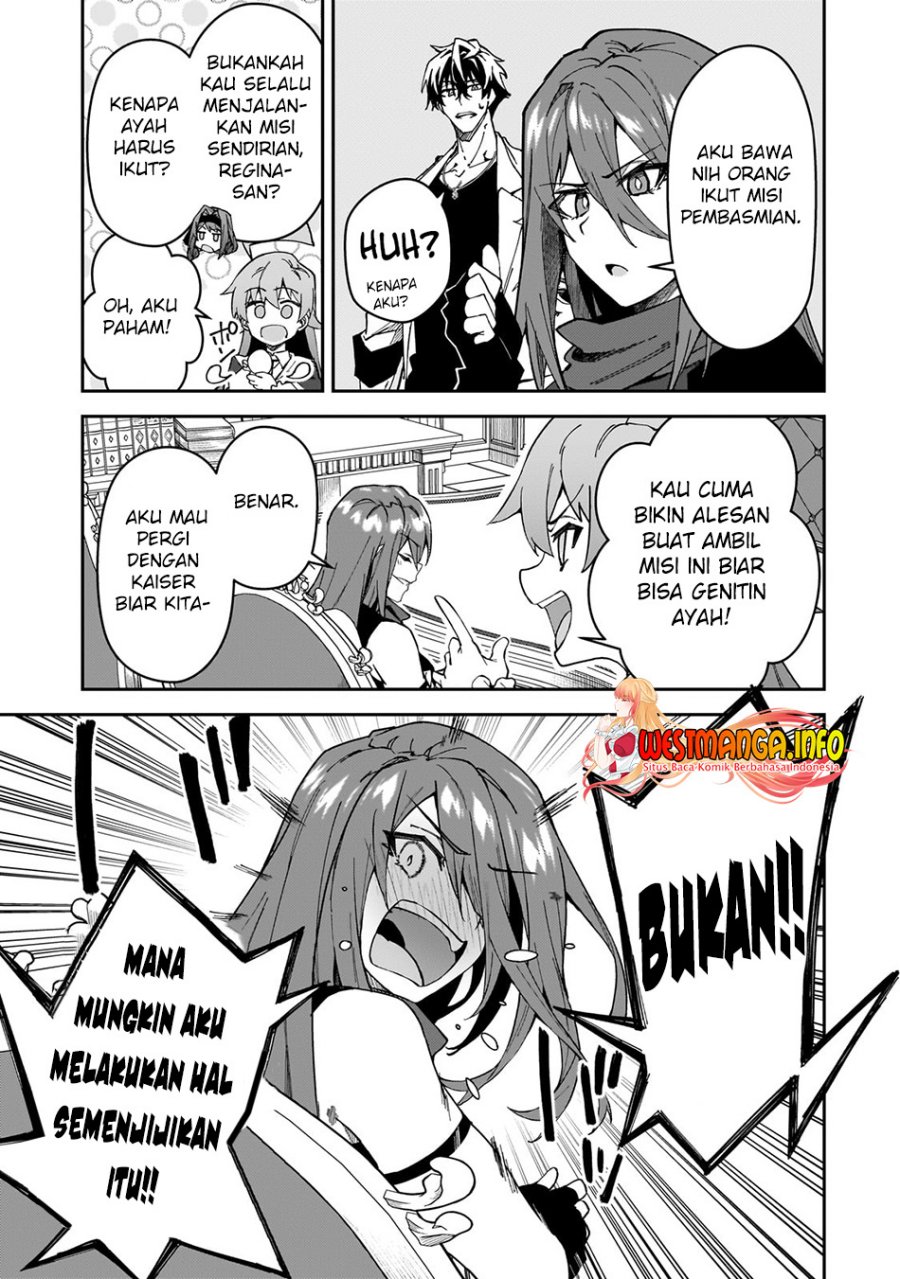 AKU BAWA
NIH ORANG
IKUT MISI
PEMBASMIAN.
HUH?
KENAPA
AKU?
BUKANKAH
KAU SELALU
MENJALAN-
KAN MISI
SENDIRIAN,
REGINA-
SAN?
KENAPA
AYAH
HARUS
IKUT?
OH, AKU
PAHAM!
ポン
KAU CUMA
BIKIN ALESAN
BUAT AMBIL
MISI INI BIAR
BISA GENITIN
AYAH!
BENAR.
AKU MAU
PERGI
DENGAN
KAISER
BIAR KITA-
WESTMANGA.INFO
Situs Baca Komik Berbahasa Indonesia
BUKAN!!
MANA
MUNGKIN AKU
MELAKUKAN HAL
SEMENJIJIKAN
ITU!!